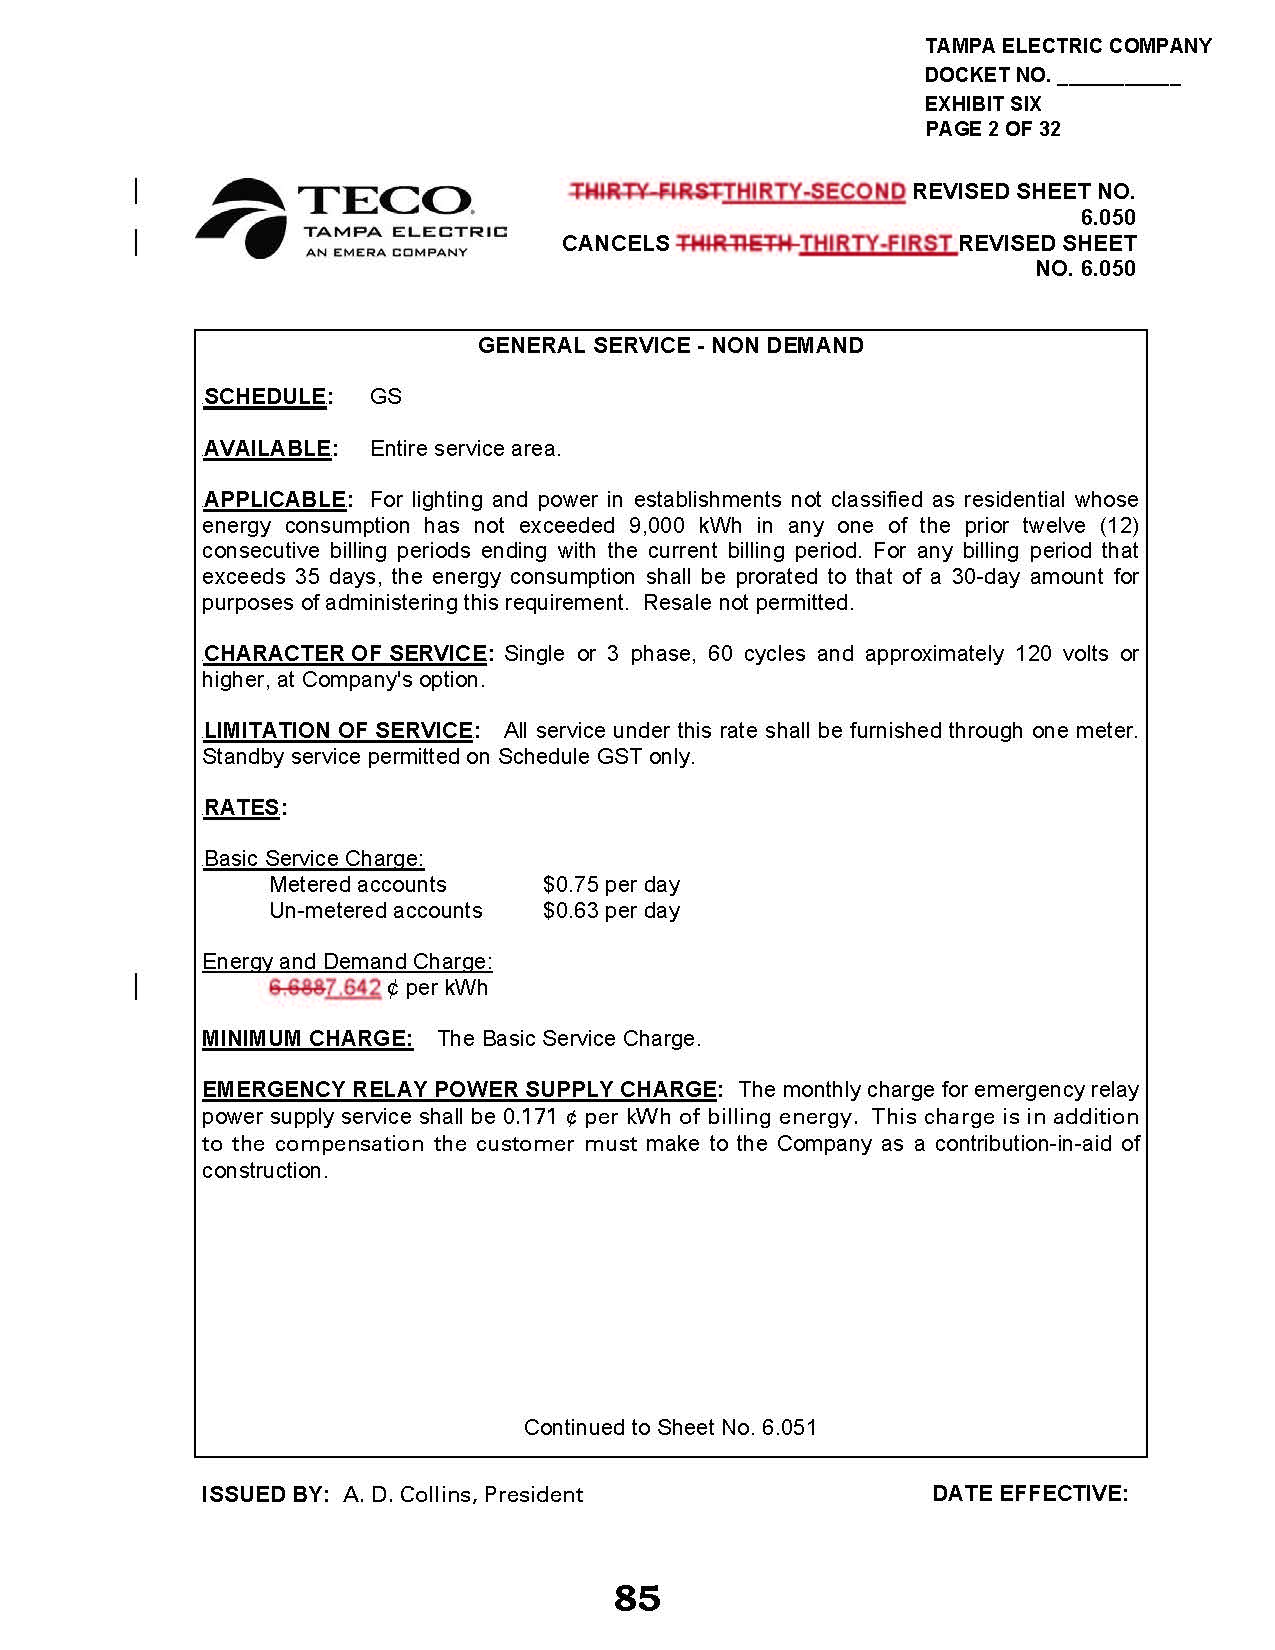 TAMPA ELECTRIC COMPANY
DOCKET NO. ___________
EXHIBIT SIX
PAGE 2 OF 32
TECO.
TAMPA ELECTRIC
AN EMERA COMPANY
THIRTY-FIRSTTHIRTY-SECOND REVISED SHEET NO.
6.050
CANCELS THIRTIETH THIRTY-FIRST REVISED SHEET
NO. 6.050
GENERAL SERVICE - NON DEMAND
SCHEDULE: GS
AVAILABLE: Entire service area.
APPLICABLE: For lighting and power in establishments not classified as residential whose
energy consumption has not exceeded 9,000 kWh in any one of the prior twelve (12)
consecutive billing periods ending with the current billing period. For any billing period that
exceeds 35 days, the energy consumption shall be prorated to that of a 30-day amount for
purposes of administering this requirement. Resale not permitted.
CHARACTER OF SERVICE: Single or 3 phase, 60 cycles and approximately 120 volts or
higher, at Company's option.
LIMITATION OF SERVICE: All service under this rate shall be furnished through one meter.
Standby service permitted on Schedule GST only.
RATES:
Basic Service Charge:
Metered accounts $0.75 per day
Un-metered accounts $0.63 per day
Energy and Demand Charge:
6.6887.642 ¢ per kWh
MINIMUM CHARGE: The Basic Service Charge.
EMERGENCY RELAY POWER SUPPLY CHARGE: The monthly charge for emergency relay
power supply service shall be 0.171 ¢ per kWh of billing energy. This charge is in addition
to the compensation the customer must make to the Company as a contribution-in-aid of
construction.
Continued to Sheet No. 6.051
ISSUED BY: A. D. Collins, President DATE EFFECTIVE:
85